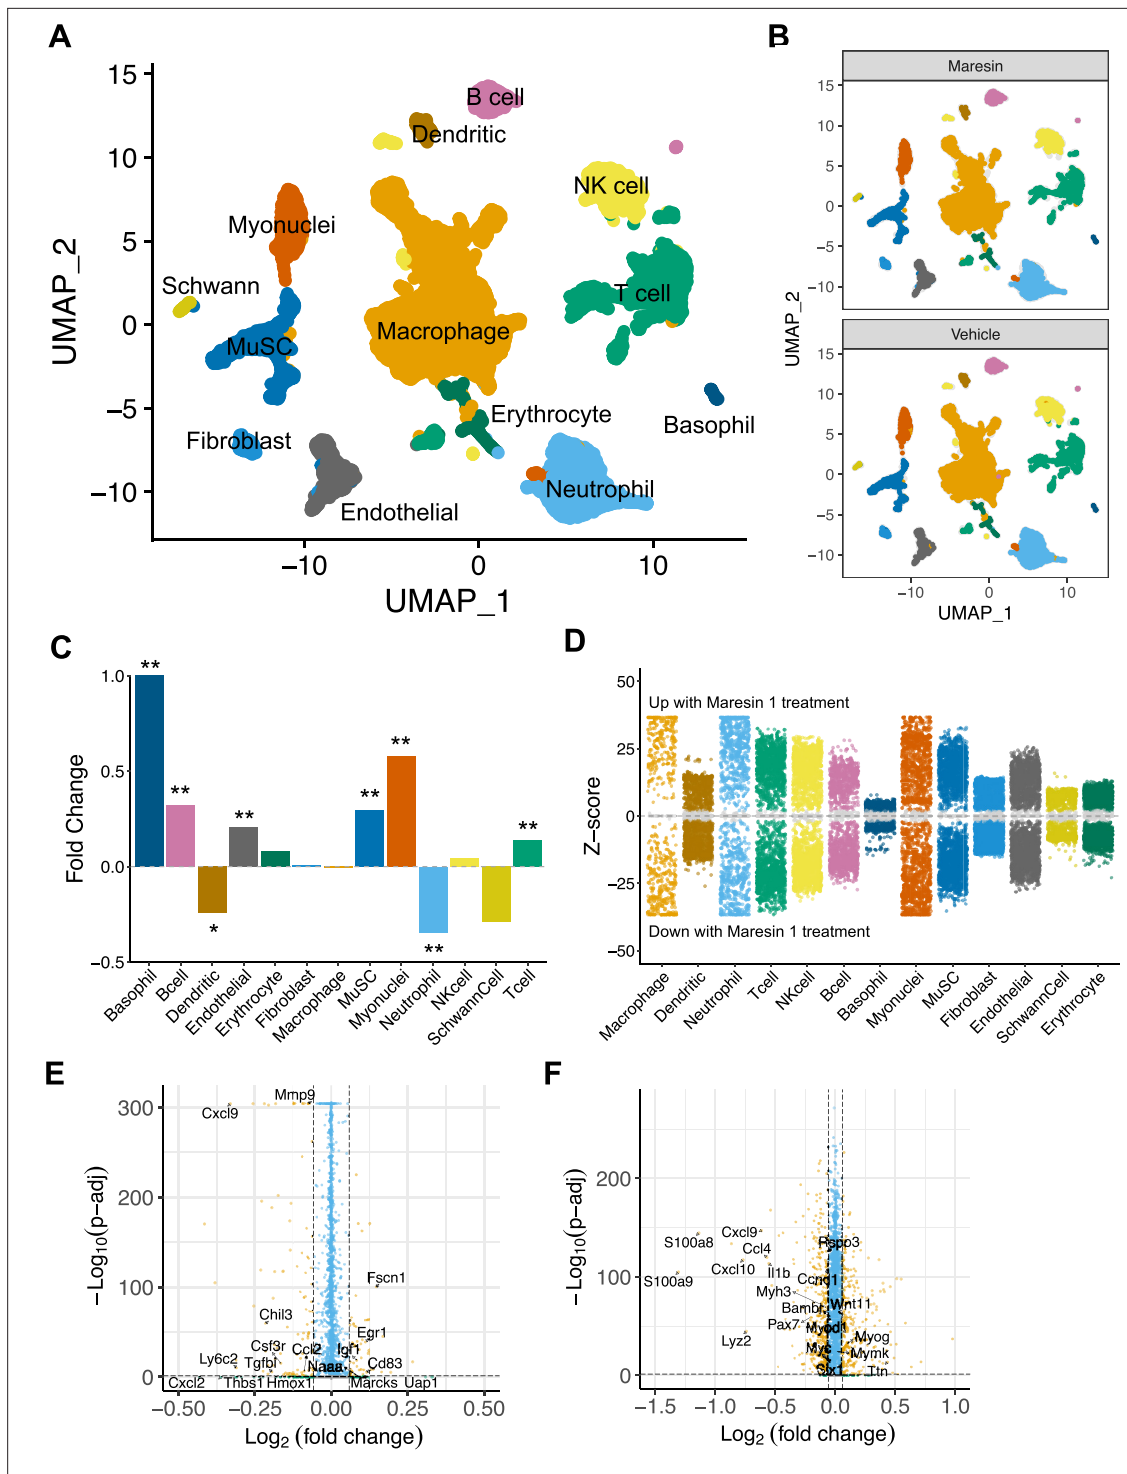 A
15
10
5
0
−5
−10
UMAP_2
B cell
Dendritic
NK cell
Myonuclei
Schwann
T cell
Macrophage
MuSC
Erythrocyte
Basophil
Fibroblast
Neutrophil
Endothelial
−10
0
10
UMAP_1
B
Maresin
15
10
5
0
−5
−10
UMAP_2
Vehicle
15
10
5
0
−5
−10
−10
0
10
UMAP_1
C
1.0
0.5
0.0
−0.5
Fold Change
**
**
*
**
**
**
**
**
Basophil
Bcell
Dendritic
Endothelial
Erythrocyte
Fibroblast
Macrophage
MuSC
Myonuclei
Neutrophil
NKcell
SchwannCell
Tcell
D
50
25
0
−25
−50
Z−score
Up with Maresin 1 treatment
Down with Maresin 1 treatment
Macrophage
Dendritic
Neutrophil
Tcell
NKcell
Bcell
Basophil
Myonuclei
MuSC
Fibroblast
Endothelial
SchwannCell
Erythrocyte
E
300
200
100
0
−Log10(p−adj)
Mmp9
Cxcl9
Fscn1
Chil3
Egr1
Csf3r
Ccl2
Igf1
Ly6c2
Tgfbi
Naaa
Cd83
Cxcl2
Thbs1
Hmox1
Marcks
Uap1
−0.50
−0.25
0.00
0.25
0.50
Log2 (fold change)
F
200
100
0
−Log10(p−adj)
S100a8
Cxcl9
Rspo3
Ccl4
Cxcl10
Il1b
S100a9
Ccnd1
Myh3
Wnt11
Bambi
Pax7
Myod1
Lyz2
Myog
Myc
Mymk
Six1
Ttn
−1.5
−1.0
−0.5
0.0
0.5
1.0
Log2 (fold change)